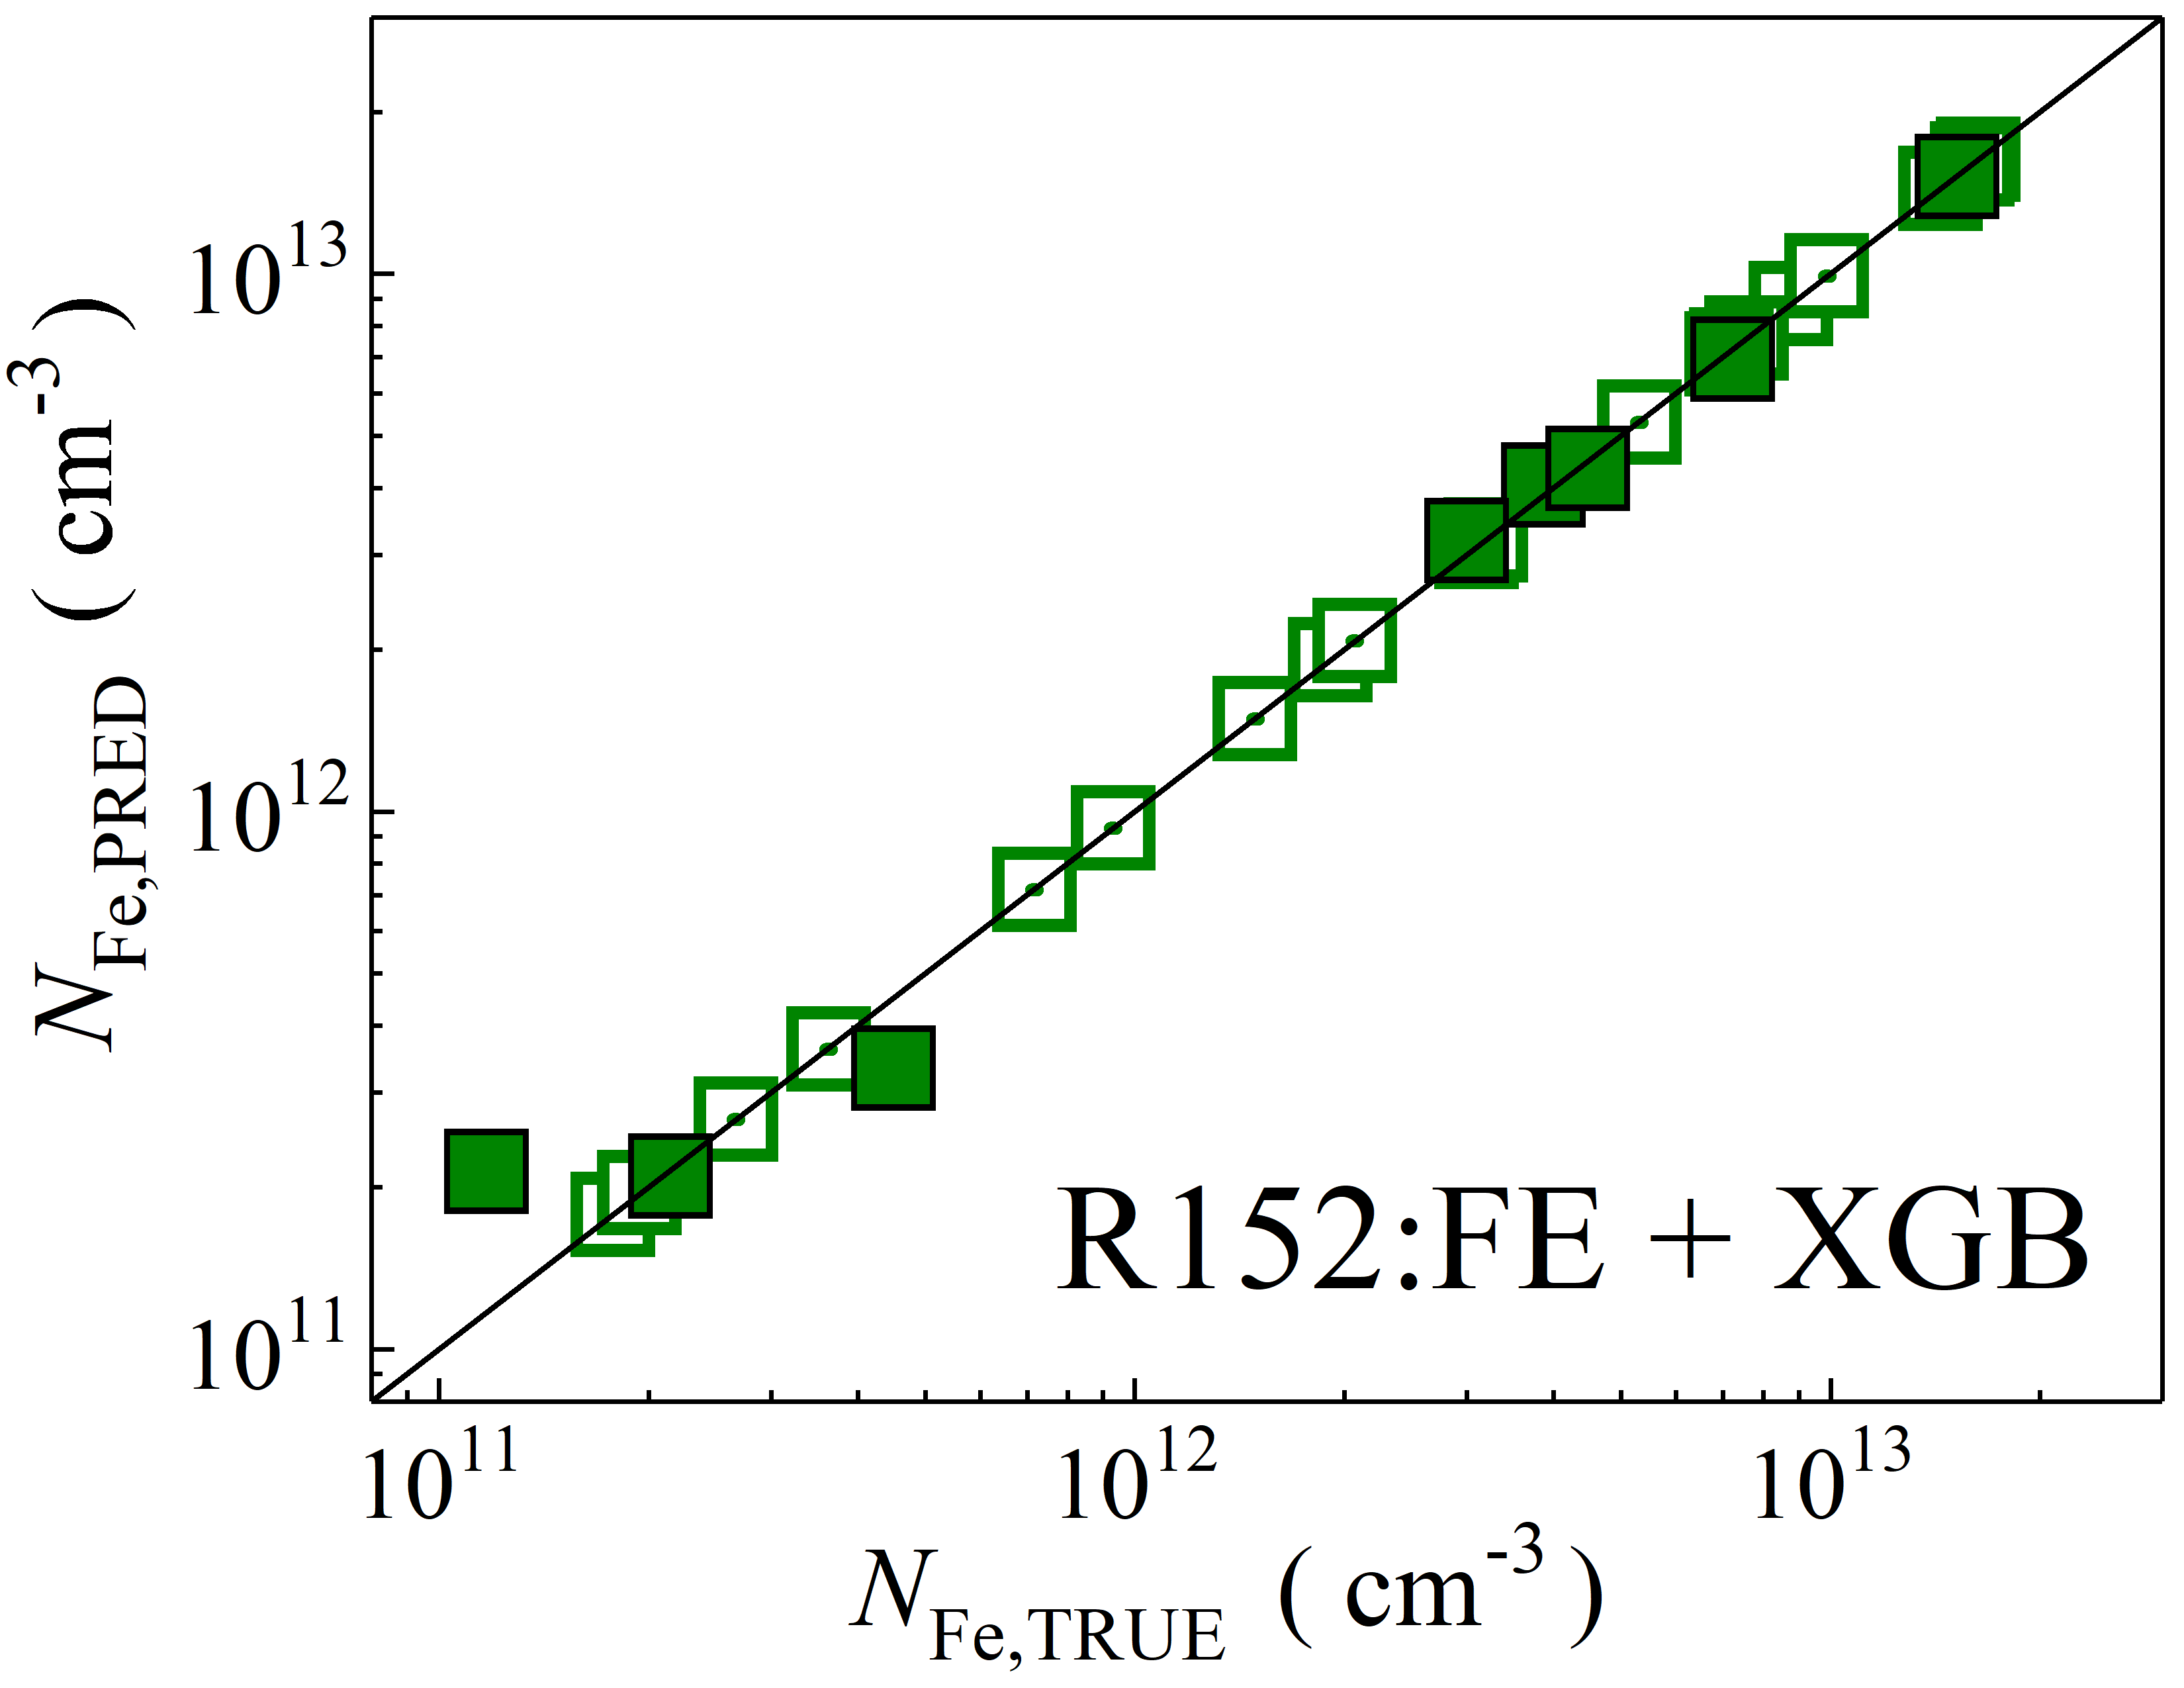 N_Fe,PRED ( cm^-3 )
10^13
10^12
10^11
R152:FE + XGB
10^11 10^12 10^13
N_Fe,TRUE ( cm^-3 )